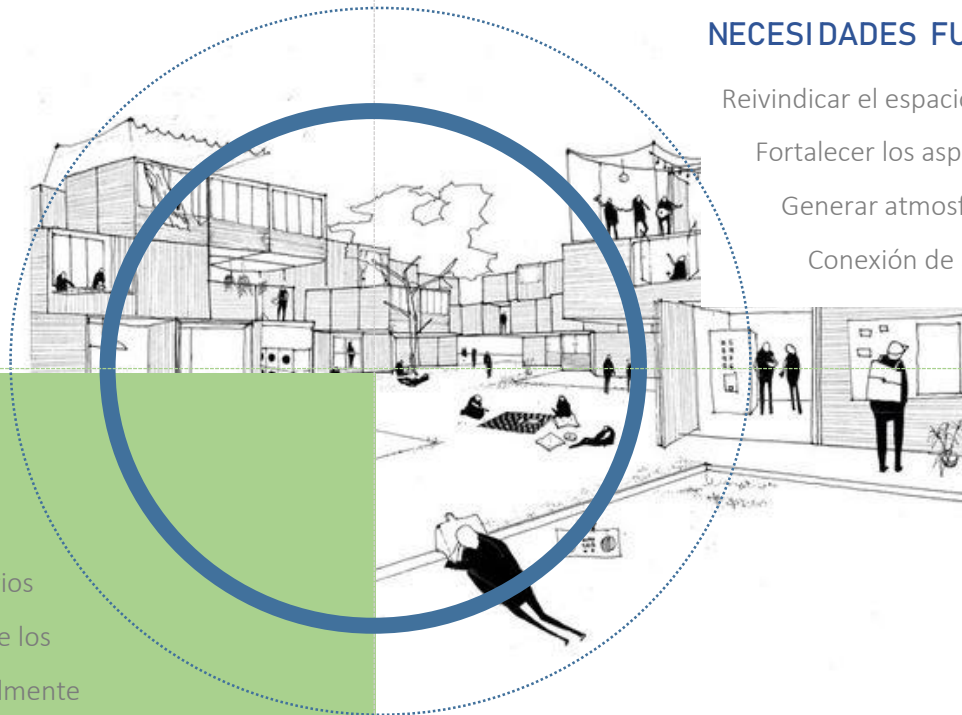 NECESIDADES FU
Reivindicar el espacio
Fortalecer los asp
Generar atmosf
Conexión de
ios
e los
lmente